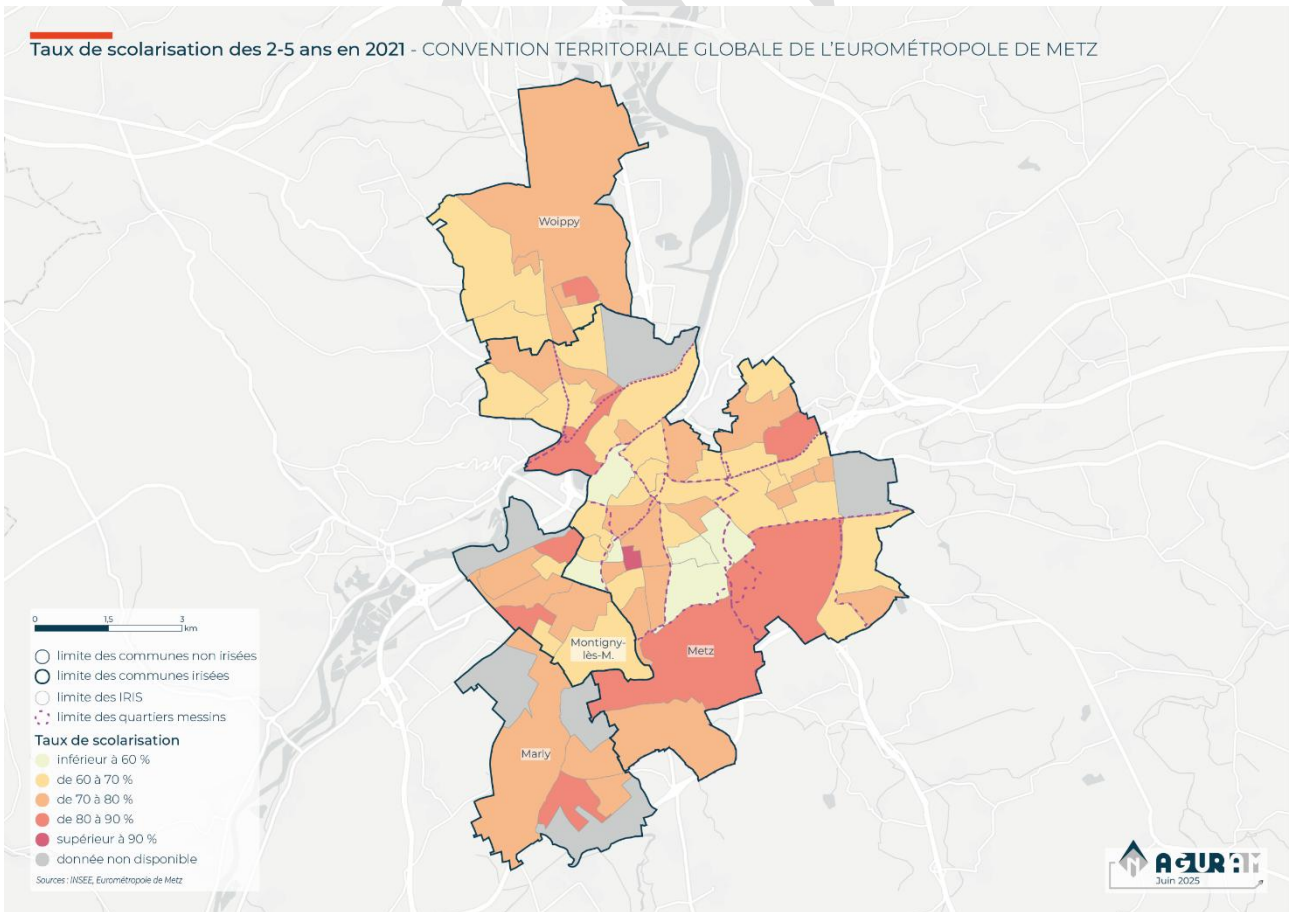 Taux de scolarisation des 2-5 ans en 2021 - CONVENTION TERRITORIALE GLOBALE DE L'EUROMÉTROPOLE DE METZ
Woippy
Montigny-
lès-M.
Metz
Marly
0 1,5 3
km
limite des communes non irisées
limite des communes irisées
limite des IRIS
limite des quartiers messins
Taux de scolarisation
inférieur à 60 %
de 60 à 70 %
de 70 à 80 %
de 80 à 90 %
supérieur à 90 %
donnée non disponible
Sources : INSEE, Eurométropole de Metz
N
AGURAM
Juin 2025